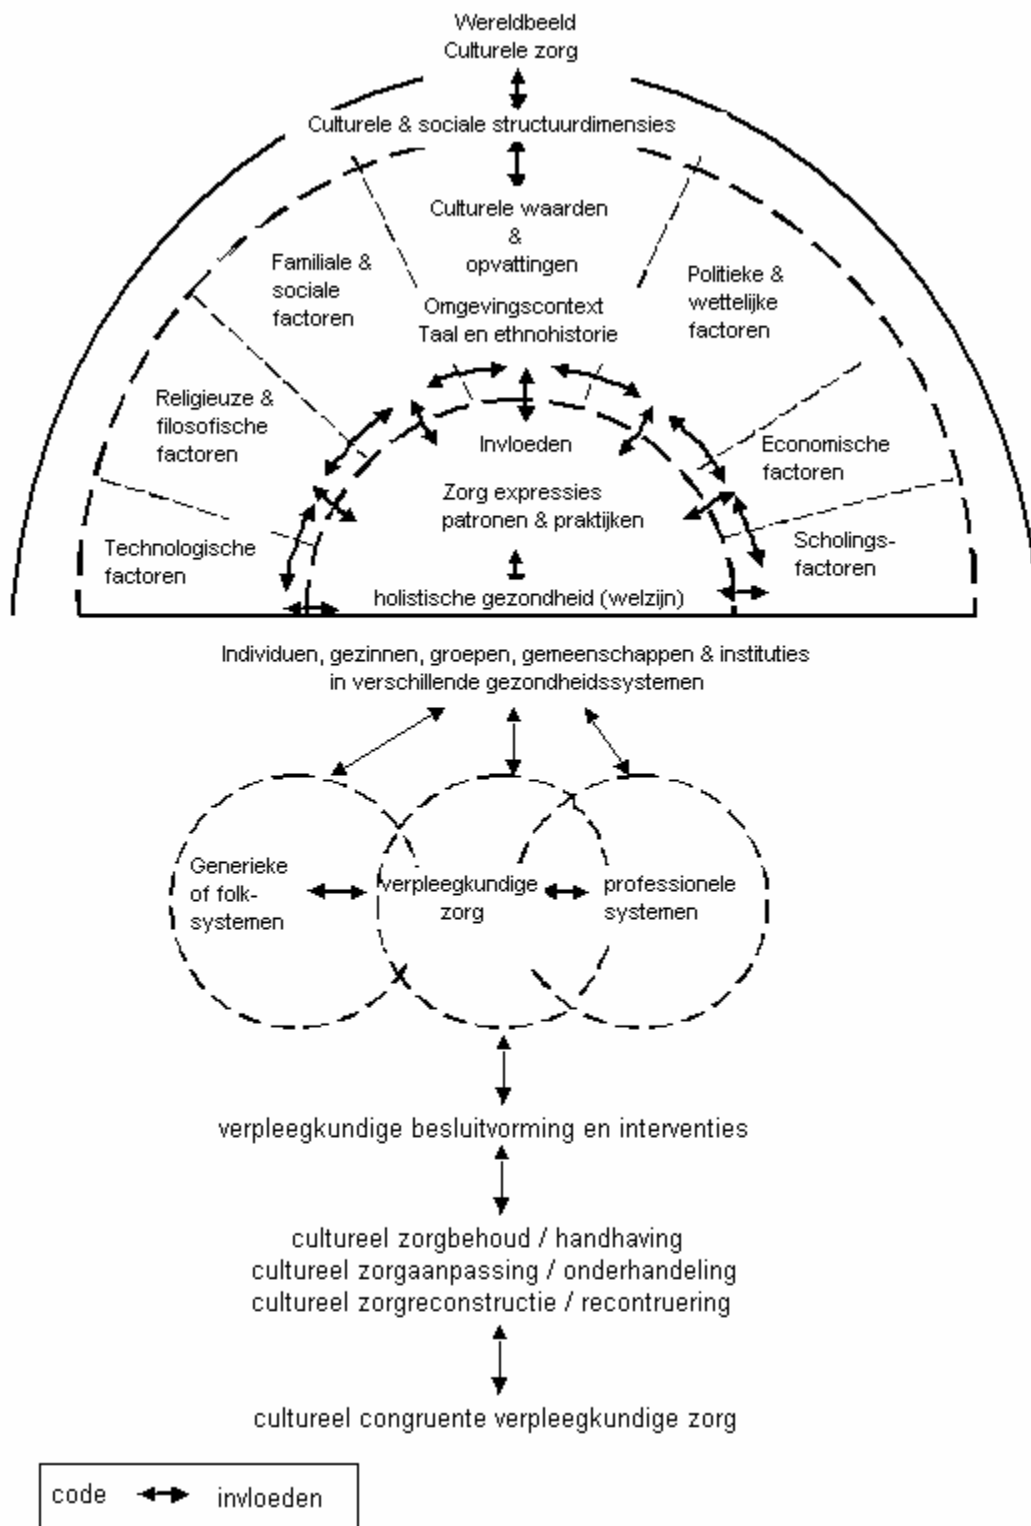 Wereldbeeld
Culturele zorg
Culturele & sociale structuurdimensies
Culturele waarden
&
opvattingen
Familiale &
sociale
factoren
Politieke &
wettelijke
factoren
Omgevingscontext
Taal en ethnohistorie
Religieuze &
filosofische
factoren
Invloeden
Economische
factoren
Zorg expressies
patronen & praktijken
Technologische
factoren
Scholings-
factoren
holistische gezondheid (welzijn)
Individuen, gezinnen, groepen, gemeenschappen & instituties
in verschillende gezondheidssystemen
Generieke
of folk-
systemen
verpleegkundige
zorg
professionele
systemen
verpleegkundige besluitvorming en interventies
cultureel zorgbehoud / handhaving
cultureel zorgaanpassing / onderhandeling
cultureel zorgreconstructie / recontruering
cultureel congruente verpleegkundige zorg
code invloeden